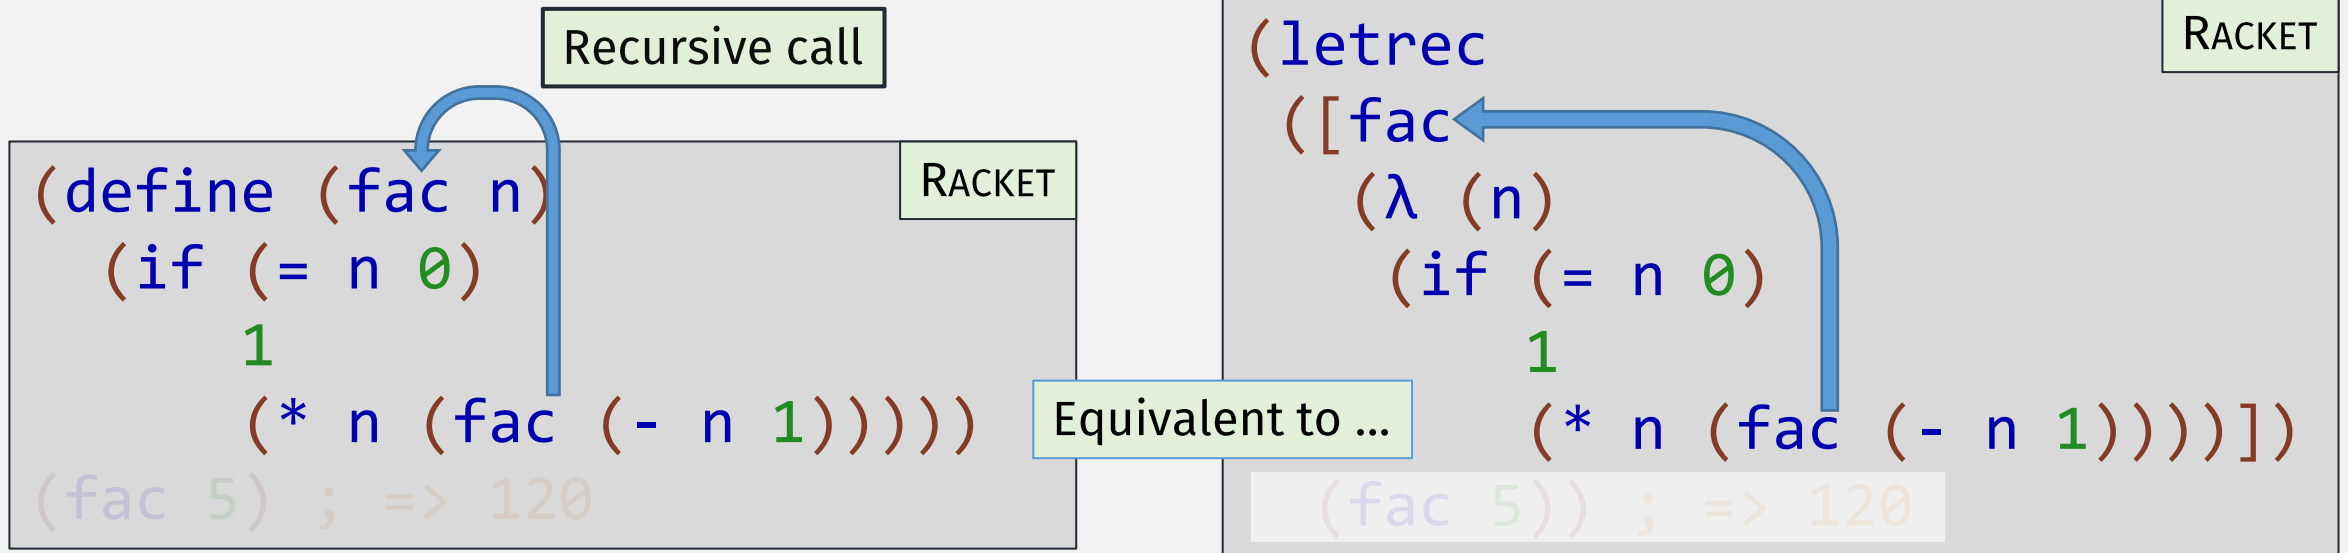 Recursive call
RACKET
(define (fac n)
  (if (= n 0)
      1
      (* n (fac (- n 1)))))
(fac 5) ; => 120
Equivalent to ...
RACKET
(letrec
 ([fac
   (λ (n)
    (if (= n 0)
        1
        (* n (fac (- n 1))))])
  (fac 5)) ; => 120